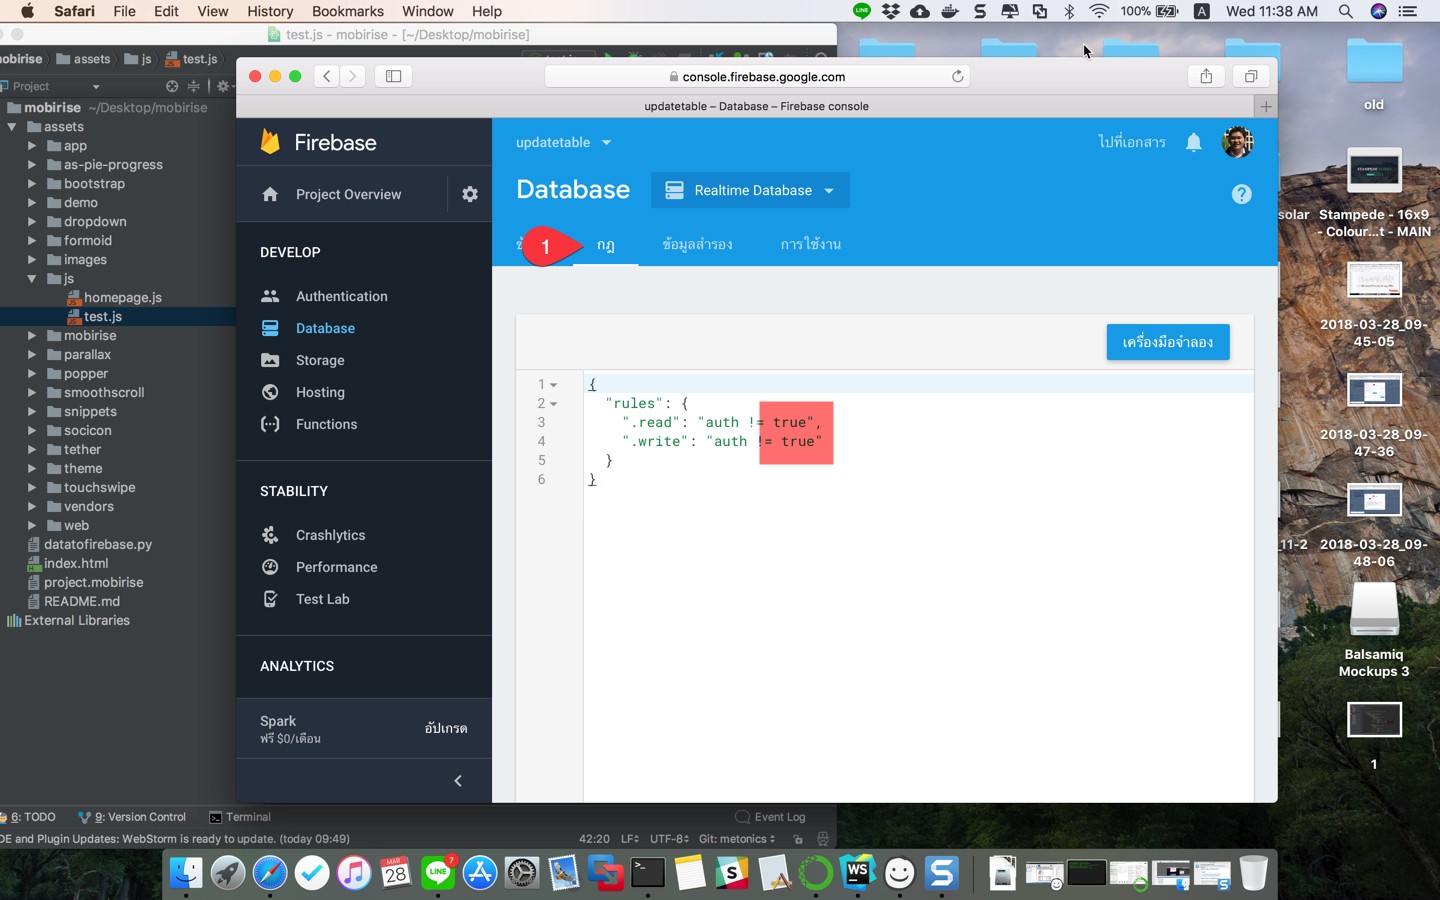 Safari File Edit View History Bookmarks Window Help
100% Wed 11:38 AM
test.js - mobirise - [~/Desktop/mobirise]
obirise assets js test.js
Project
mobirise ~/Desktop/mobirise
assets
app
as-pie-progress
bootstrap
demo
dropdown
formoid
images
js
homepage.js
test.js
mobirise
parallax
popper
smoothscroll
snippets
socicon
tether
theme
touchswipe
vendors
web
datatofirebase.py
index.html
project.mobirise
README.md
External Libraries
console.firebase.google.com
updatetable – Database – Firebase console
Firebase
Project Overview
DEVELOP
Authentication
Database
Storage
Hosting
Functions
STABILITY
Crashlytics
Performance
Test Lab
ANALYTICS
Spark
ฟรี $0/เดือน
อัปเกรด
updatetable
ไปที่เอกสาร
Database
Realtime Database
1
กฎ
ข้อมูลสำรอง
การใช้งาน
เครื่องมือจำลอง
1 {
2 "rules": {
3 ".read": "auth != true",
4 ".write": "auth != true"
5 }
6 }
old
solar
Stampede - 16x9
- Colour...t - MAIN
2018-03-28_09-
45-05
2018-03-28_09-
47-36
_11-2
2018-03-28_09-
48-06
Balsamiq
Mockups 3
1
6: TODO 9: Version Control Terminal Event Log
DE and Plugin Updates: WebStorm is ready to update. (today 09:49)
42:20 LF UTF-8 Git: metonics
MAR
28
LINE
7
WS